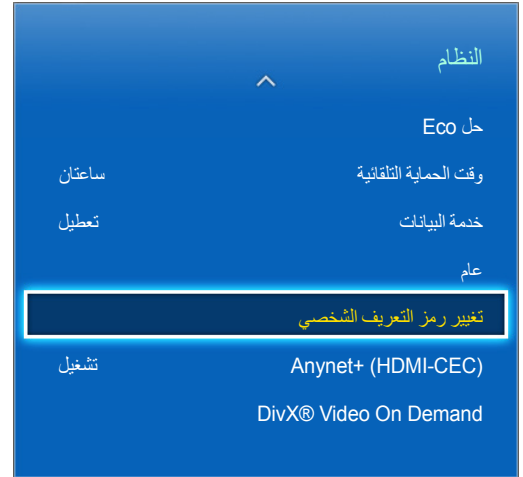 النظام
حل Eco
وقت الحماية التلقائية ساعتان
خدمة البيانات تعطيل
عام
تغيير رمز التعريف الشخصي
Anynet+ (HDMI-CEC) تشغيل
DivX® Video On Demand